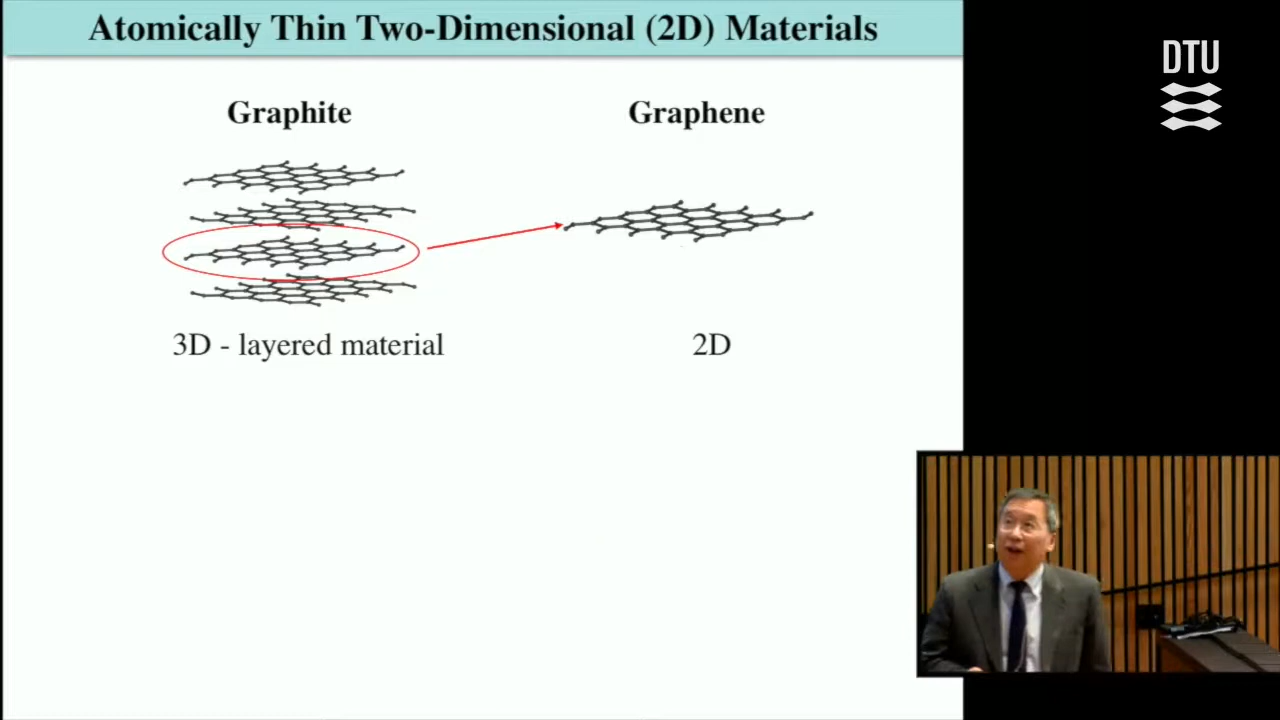 Atomically Thin Two-Dimensional (2D) Materials
DTU
Graphite
Graphene
3D - layered material
2D